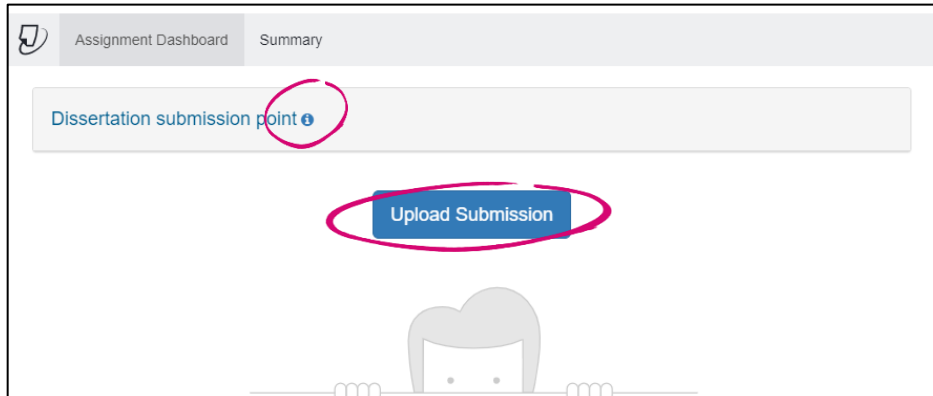 Assignment Dashboard Summary
Dissertation submission point
Upload Submission